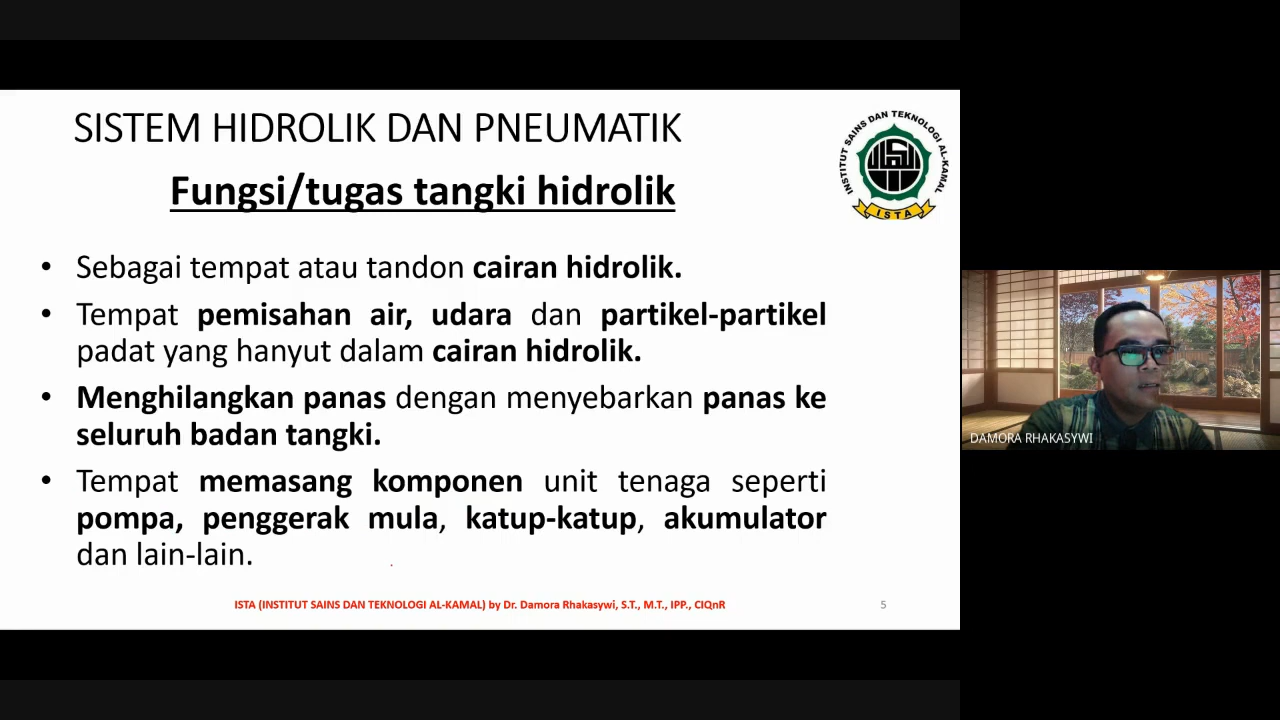 SISTEM HIDROLIK DAN PNEUMATIK
INSTITUT SAINS DAN TEKNOLOGI AL-KAMAL
ISTA
Fungsi/tugas tangki hidrolik
• Sebagai tempat atau tandon cairan hidrolik.
• Tempat pemisahan air, udara dan partikel-partikel
padat yang hanyut dalam cairan hidrolik.
• Menghilangkan panas dengan menyebarkan panas ke
seluruh badan tangki.
• Tempat memasang komponen unit tenaga seperti
pompa, penggerak mula, katup-katup, akumulator
dan lain-lain.
ISTA (INSTITUT SAINS DAN TEKNOLOGI AL-KAMAL) by Dr. Damora Rhakasywi, S.T., M.T., IPP., CIQnR
5
DAMORA RHAKASYWI